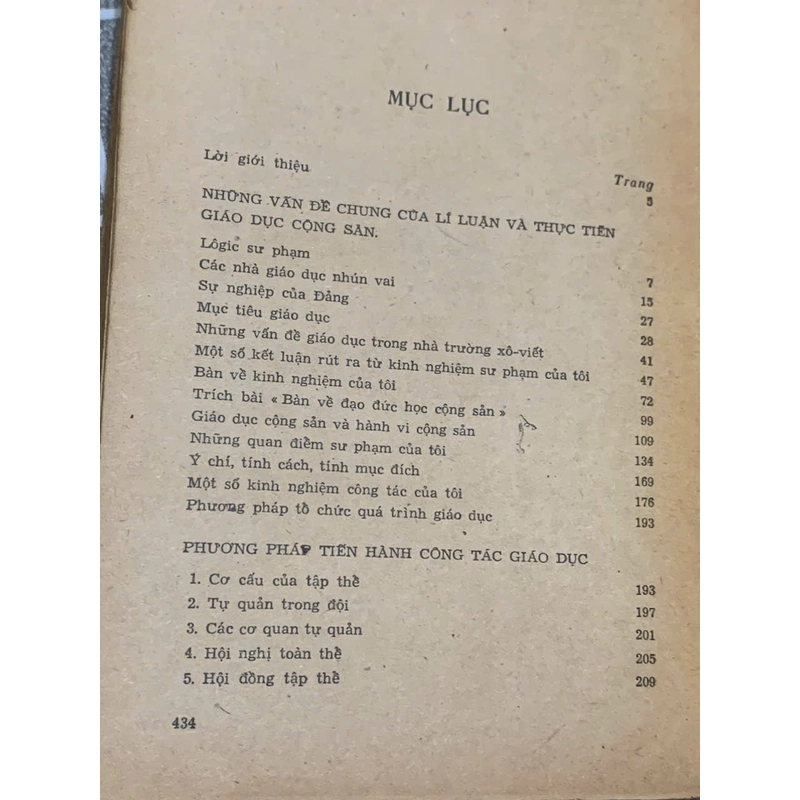 MỤC LỤC
Lời giới thiệu
Trang
5
NHỮNG VẤN ĐỀ CHUNG CỦA LÍ LUẬN VÀ THỰC TIỄN
GIÁO DỤC CỘNG SẢN.
Lôgic sư phạm 7
Các nhà giáo dục nhún vai 15
Sự nghiệp của Đảng 27
Mục tiêu giáo dục 28
Những vấn đề giáo dục trong nhà trường xô-viết 41
Một số kết luận rút ra từ kinh nghiệm sư phạm của tôi 47
Bàn về kinh nghiệm của tôi 72
Trích bài « Bàn về đạo đức học cộng sản » 99
Giáo dục cộng sản và hành vi cộng sản 109
Những quan điểm sư phạm của tôi 134
Ý chí, tính cách, tính mục đích 169
Một số kinh nghiệm công tác của tôi 176
Phương pháp tổ chức quá trình giáo dục 193
PHƯƠNG PHÁP TIẾN HÀNH CÔNG TÁC GIÁO DỤC
1. Cơ cấu của tập thể 193
2. Tự quản trong đội 197
3. Các cơ quan tự quản 201
4. Hội nghị toàn thể 205
5. Hội đồng tập thể 209
434